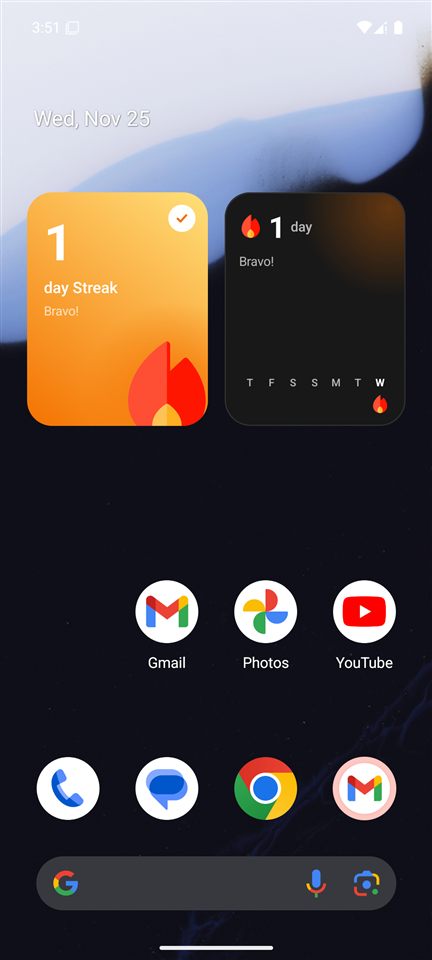 3:51
Wed, Nov 25
1
day Streak
Bravo!
1 day
Bravo!
T F S S M T W
Gmail
Photos
YouTube